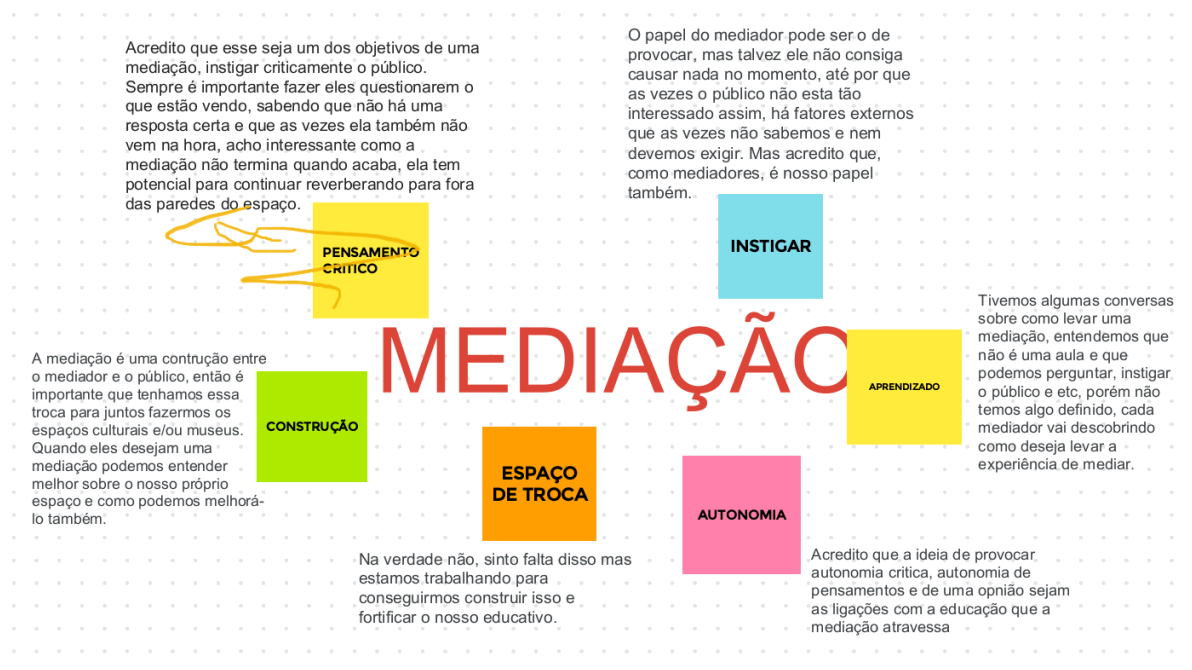 Acredito que esse seja um dos objetivos de uma
mediação, instigar criticamente o público.
Sempre é importante fazer eles questionarem o
que estão vendo, sabendo que não há uma
resposta certa e que as vezes ela também não
vem na hora, acho interessante como a
mediação não termina quando acaba, ela tem
potencial para continuar reverberando para fora
das paredes do espaço.
PENSAMENTO
CRITICO
O papel do mediador pode ser o de
provocar, mas talvez ele não consiga
causar nada no momento, até por que
as vezes o público não esta tão
interessado assim, há fatores externos
que as vezes não sabemos e nem
devemos exigir. Mas acredito que,
como mediadores, é nosso papel
também.
INSTIGAR
MEDIAÇÃO
Tivemos algumas conversas
sobre como levar uma
mediação, entendemos que
não é uma aula e que
podemos perguntar, instigar
o público e etc, porém não
temos algo definido, cada
mediador vai descobrindo
como deseja levar a
experiência de mediar.
APRENDIZADO
A mediação é uma contrução entre
o mediador e o público, então é
importante que tenhamos essa
troca para juntos fazermos os
espaços culturais e/ou museus.
Quando eles desejam uma
mediação podemos entender
melhor sobre o nosso próprio
espaço e como podemos melhorá-
lo também.
CONSTRUÇÃO
ESPAÇO
DE TROCA
Na verdade não, sinto falta disso mas
estamos trabalhando para
conseguirmos construir isso e
fortificar o nosso educativo.
AUTONOMIA
Acredito que a ideia de provocar
autonomia critica, autonomia de
pensamentos e de uma opnião sejam
as ligações com a educação que a
mediação atravessa